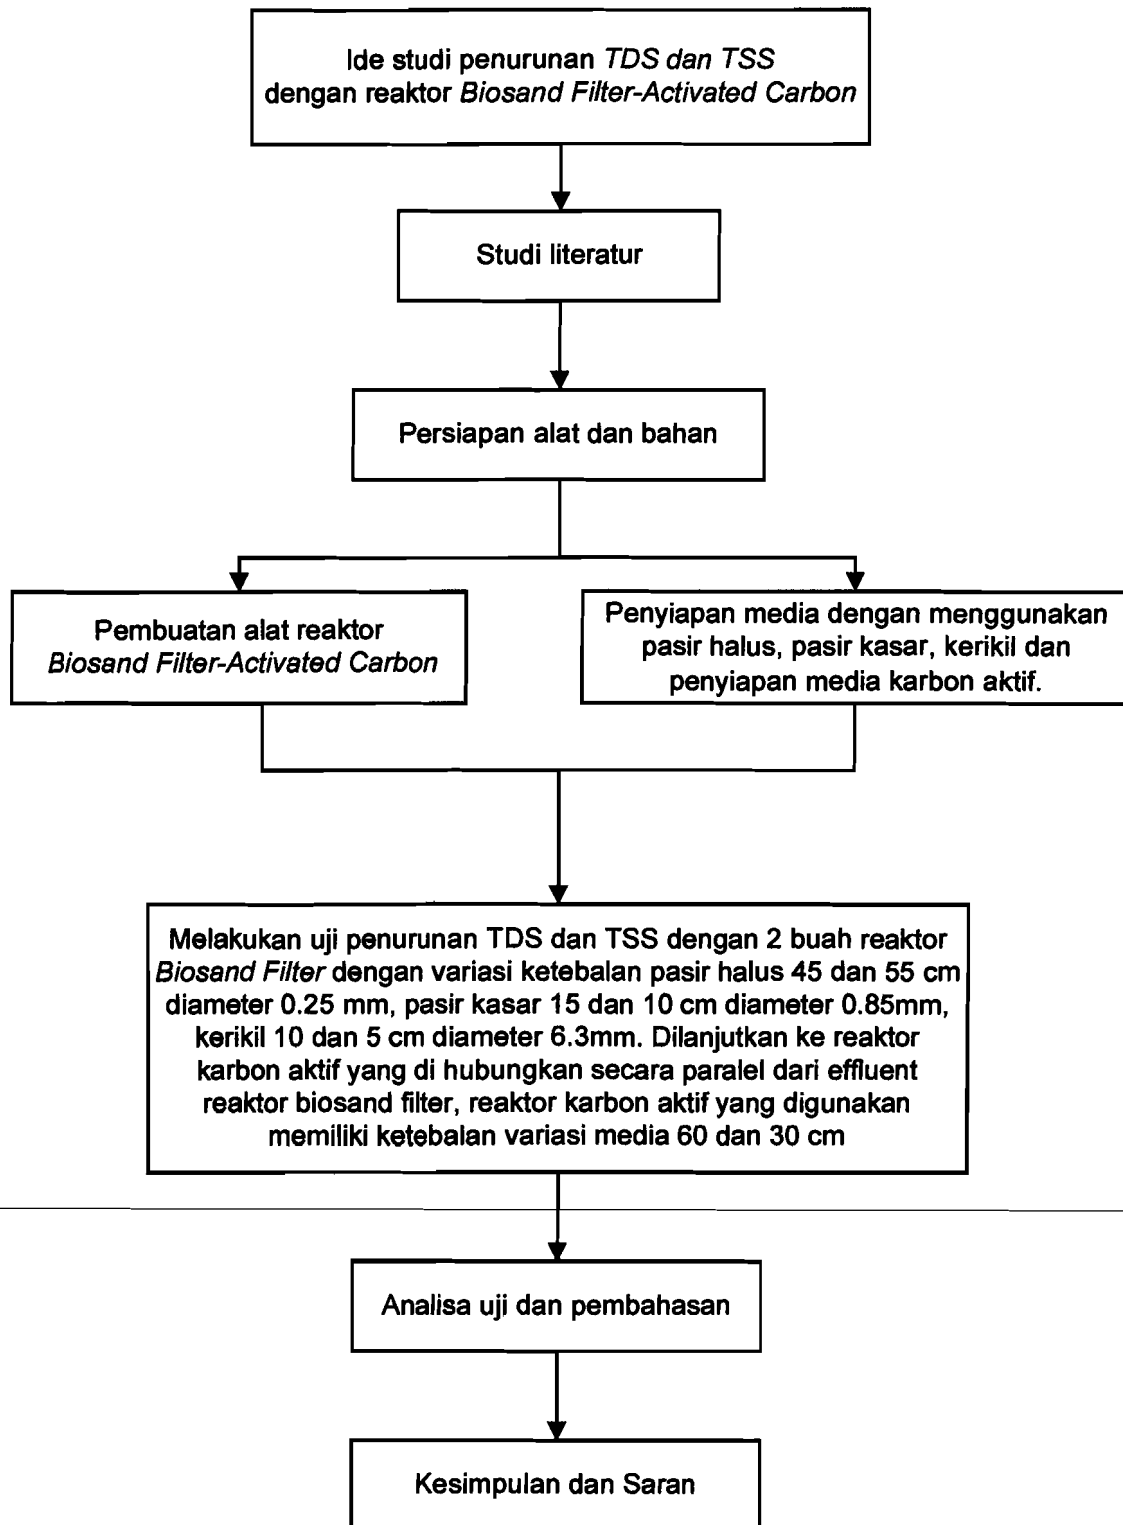 Ide studi penurunan TDS dan TSS
dengan reaktor Biosand Filter-Activated Carbon
Studi literatur
Persiapan alat dan bahan
Pembuatan alat reaktor
Biosand Filter-Activated Carbon
Penyiapan media dengan menggunakan
pasir halus, pasir kasar, kerikil dan
penyiapan media karbon aktif.
Melakukan uji penurunan TDS dan TSS dengan 2 buah reaktor
Biosand Filter dengan variasi ketebalan pasir halus 45 dan 55 cm
diameter 0.25 mm, pasir kasar 15 dan 10 cm diameter 0.85mm,
kerikil 10 dan 5 cm diameter 6.3mm. Dilanjutkan ke reaktor
karbon aktif yang di hubungkan secara paralel dari effluent
reaktor biosand filter, reaktor karbon aktif yang digunakan
memiliki ketebalan variasi media 60 dan 30 cm
Analisa uji dan pembahasan
Kesimpulan dan Saran